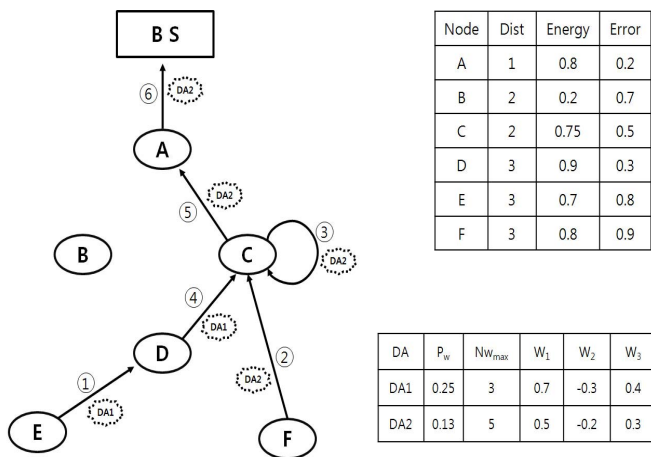 B S
⑥ DA2
A
⑤ DA2
B
C
③ DA2
④ DA1
D
② DA2
① DA1
E
F
Node Dist Energy Error
A 1 0.8 0.2
B 2 0.2 0.7
C 2 0.75 0.5
D 3 0.9 0.3
E 3 0.7 0.8
F 3 0.8 0.9
DA Pw Nwmax W1 W2 W3
DA1 0.25 3 0.7 -0.3 0.4
DA2 0.13 5 0.5 -0.2 0.3